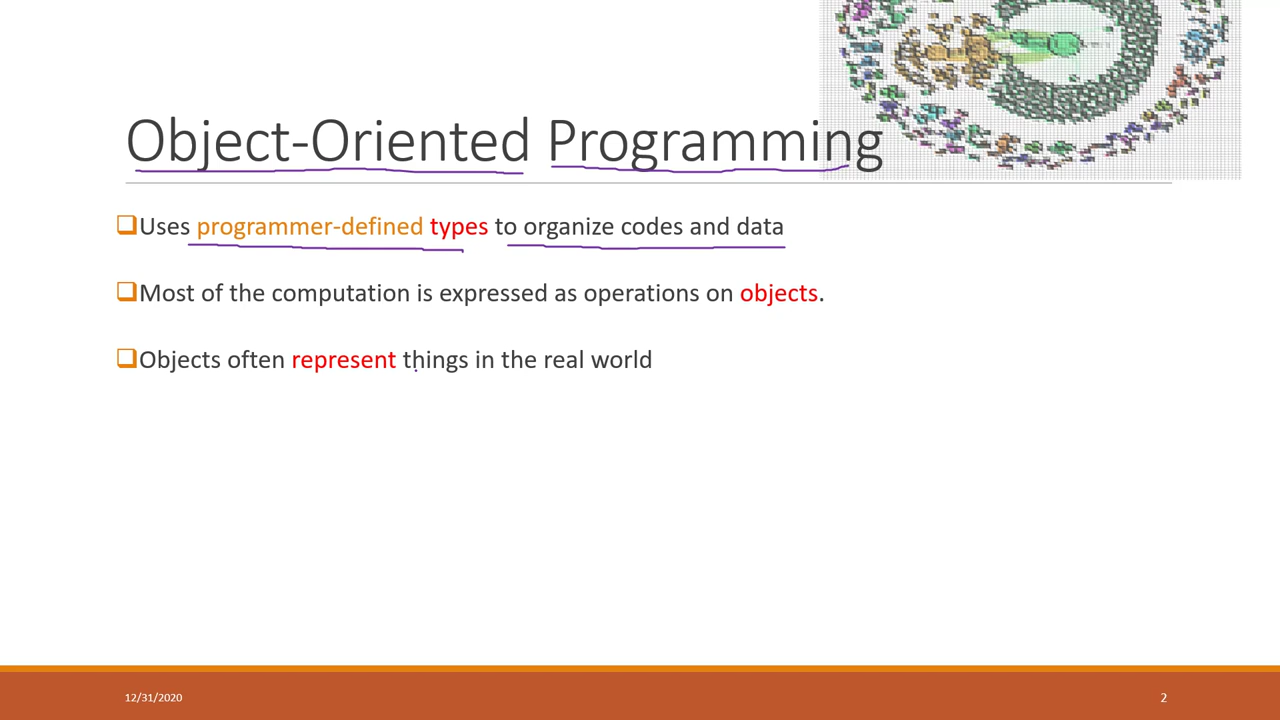 Object-Oriented Programming
Uses programmer-defined types to organize codes and data
Most of the computation is expressed as operations on objects.
Objects often represent things in the real world
12/31/2020
2